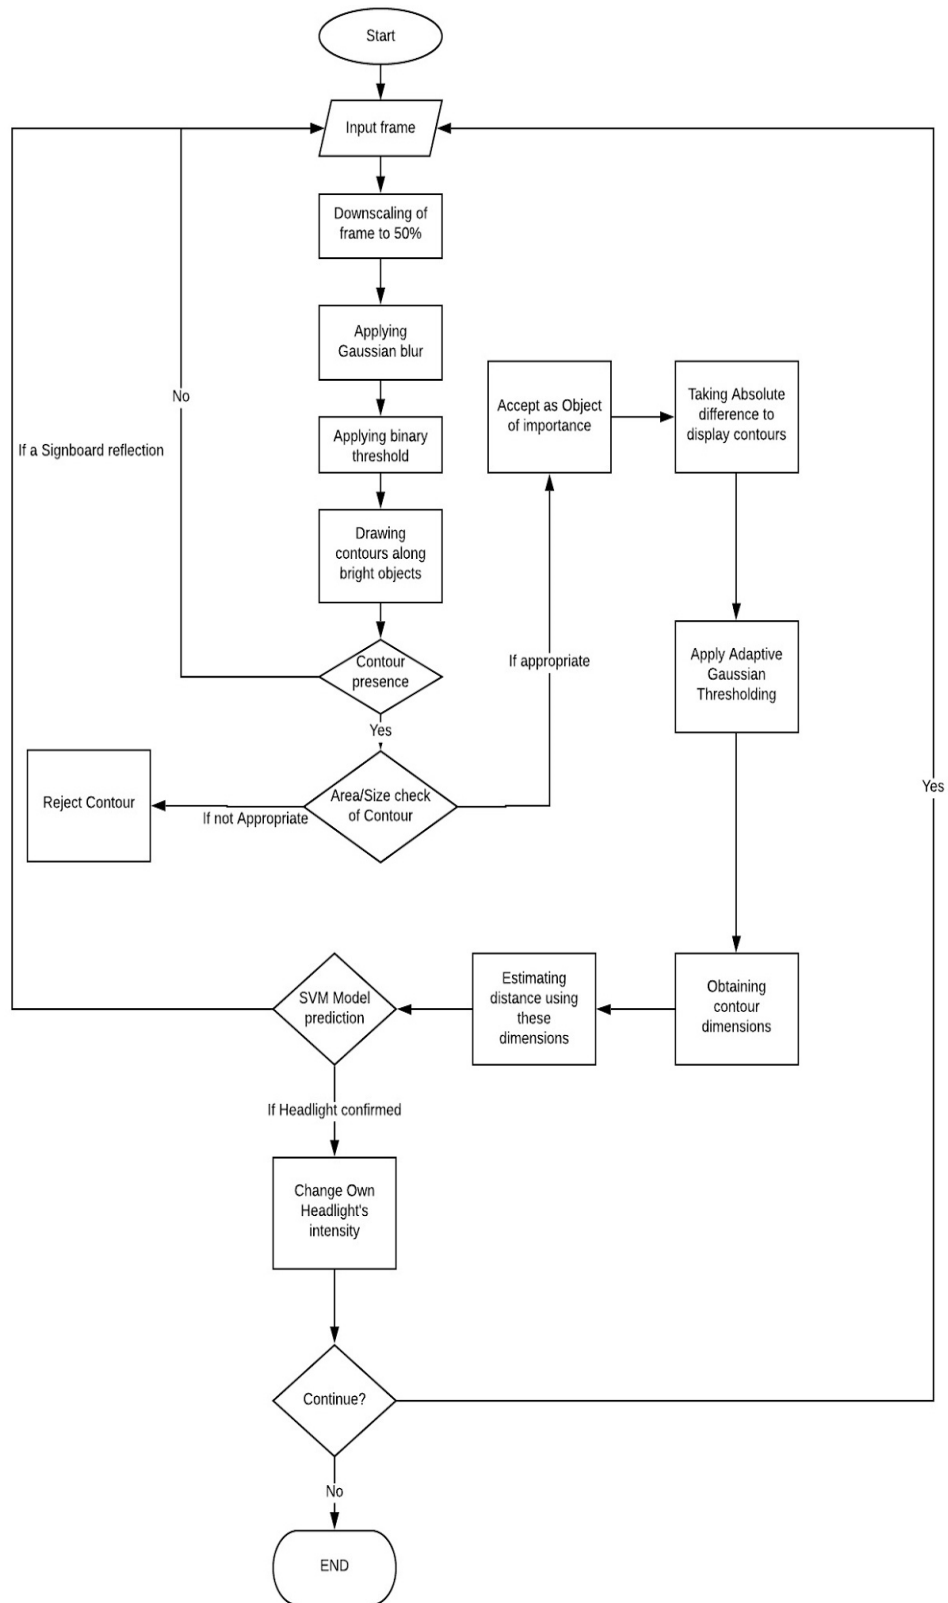 Start
Input frame
Downscaling of
frame to 50%
Applying
Gaussian blur
Applying binary
threshold
Drawing
contours along
bright objects
Contour
presence
No
If a Signboard reflection
Yes
Area/Size check
of Contour
If not Appropriate
Reject Contour
If appropriate
Accept as Object
of importance
Taking Absolute
difference to
display contours
Apply Adaptive
Gaussian
Thresholding
Obtaining
contour
dimensions
Estimating
distance using
these
dimensions
SVM Model
prediction
If Headlight confirmed
Change Own
Headlight's
intensity
Continue?
Yes
No
END